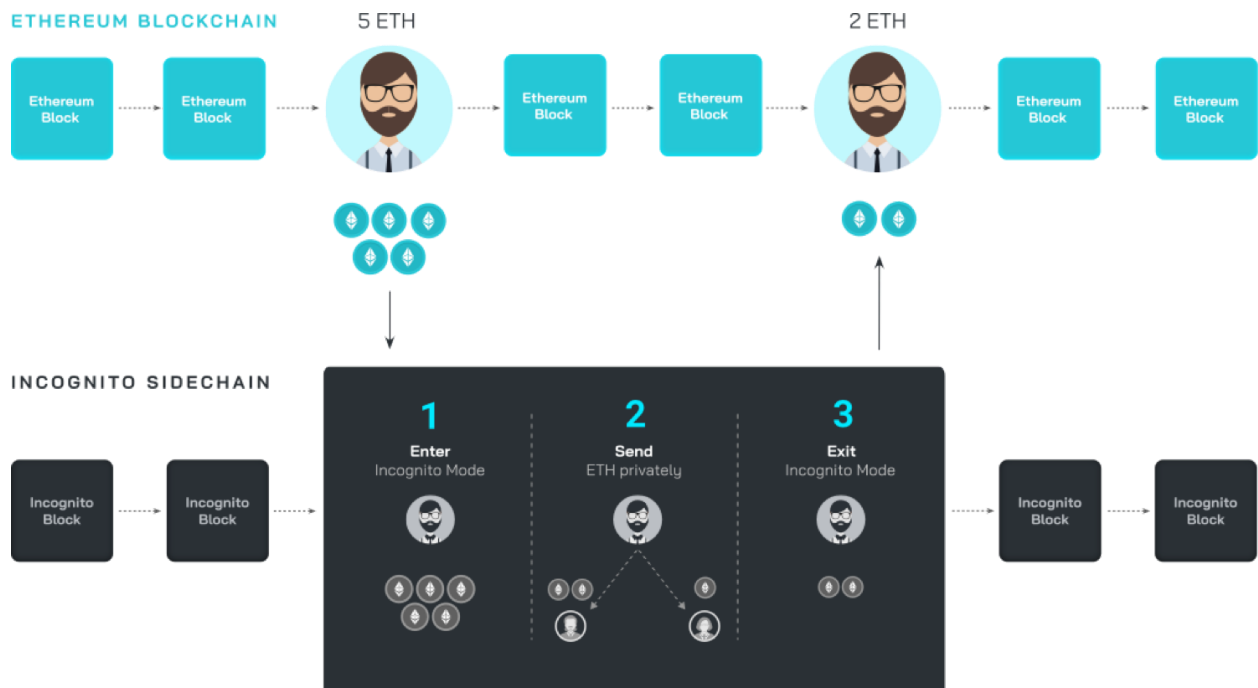 ETHEREUM BLOCKCHAIN
5 ETH
2 ETH
Ethereum
Block
Ethereum
Block
Ethereum
Block
Ethereum
Block
Ethereum
Block
Ethereum
Block
INCOGNITO SIDECHAIN
1
Enter
Incognito Mode
2
Send
ETH privately
3
Exit
Incognito Mode
Incognito
Block
Incognito
Block
Incognito
Block
Incognito
Block